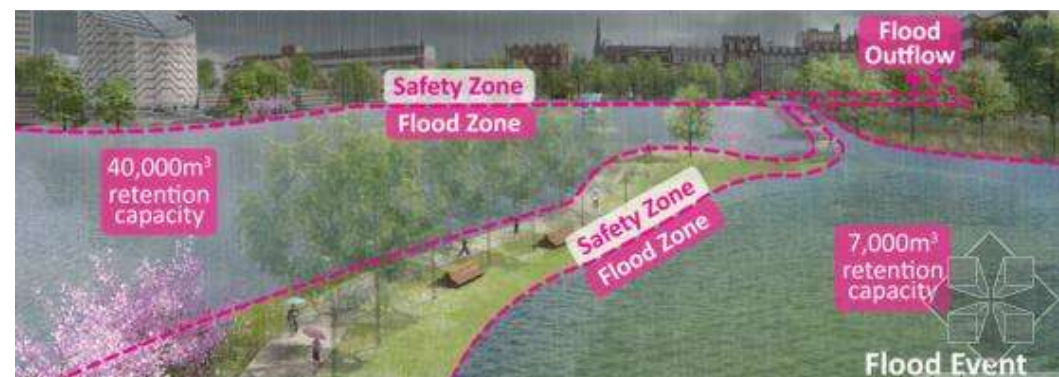 Flood
Outflow
Safety Zone
Flood Zone
40,000m³
retention
capacity
Safety Zone
Flood Zone
7,000m³
retention
capacity
Flood Event